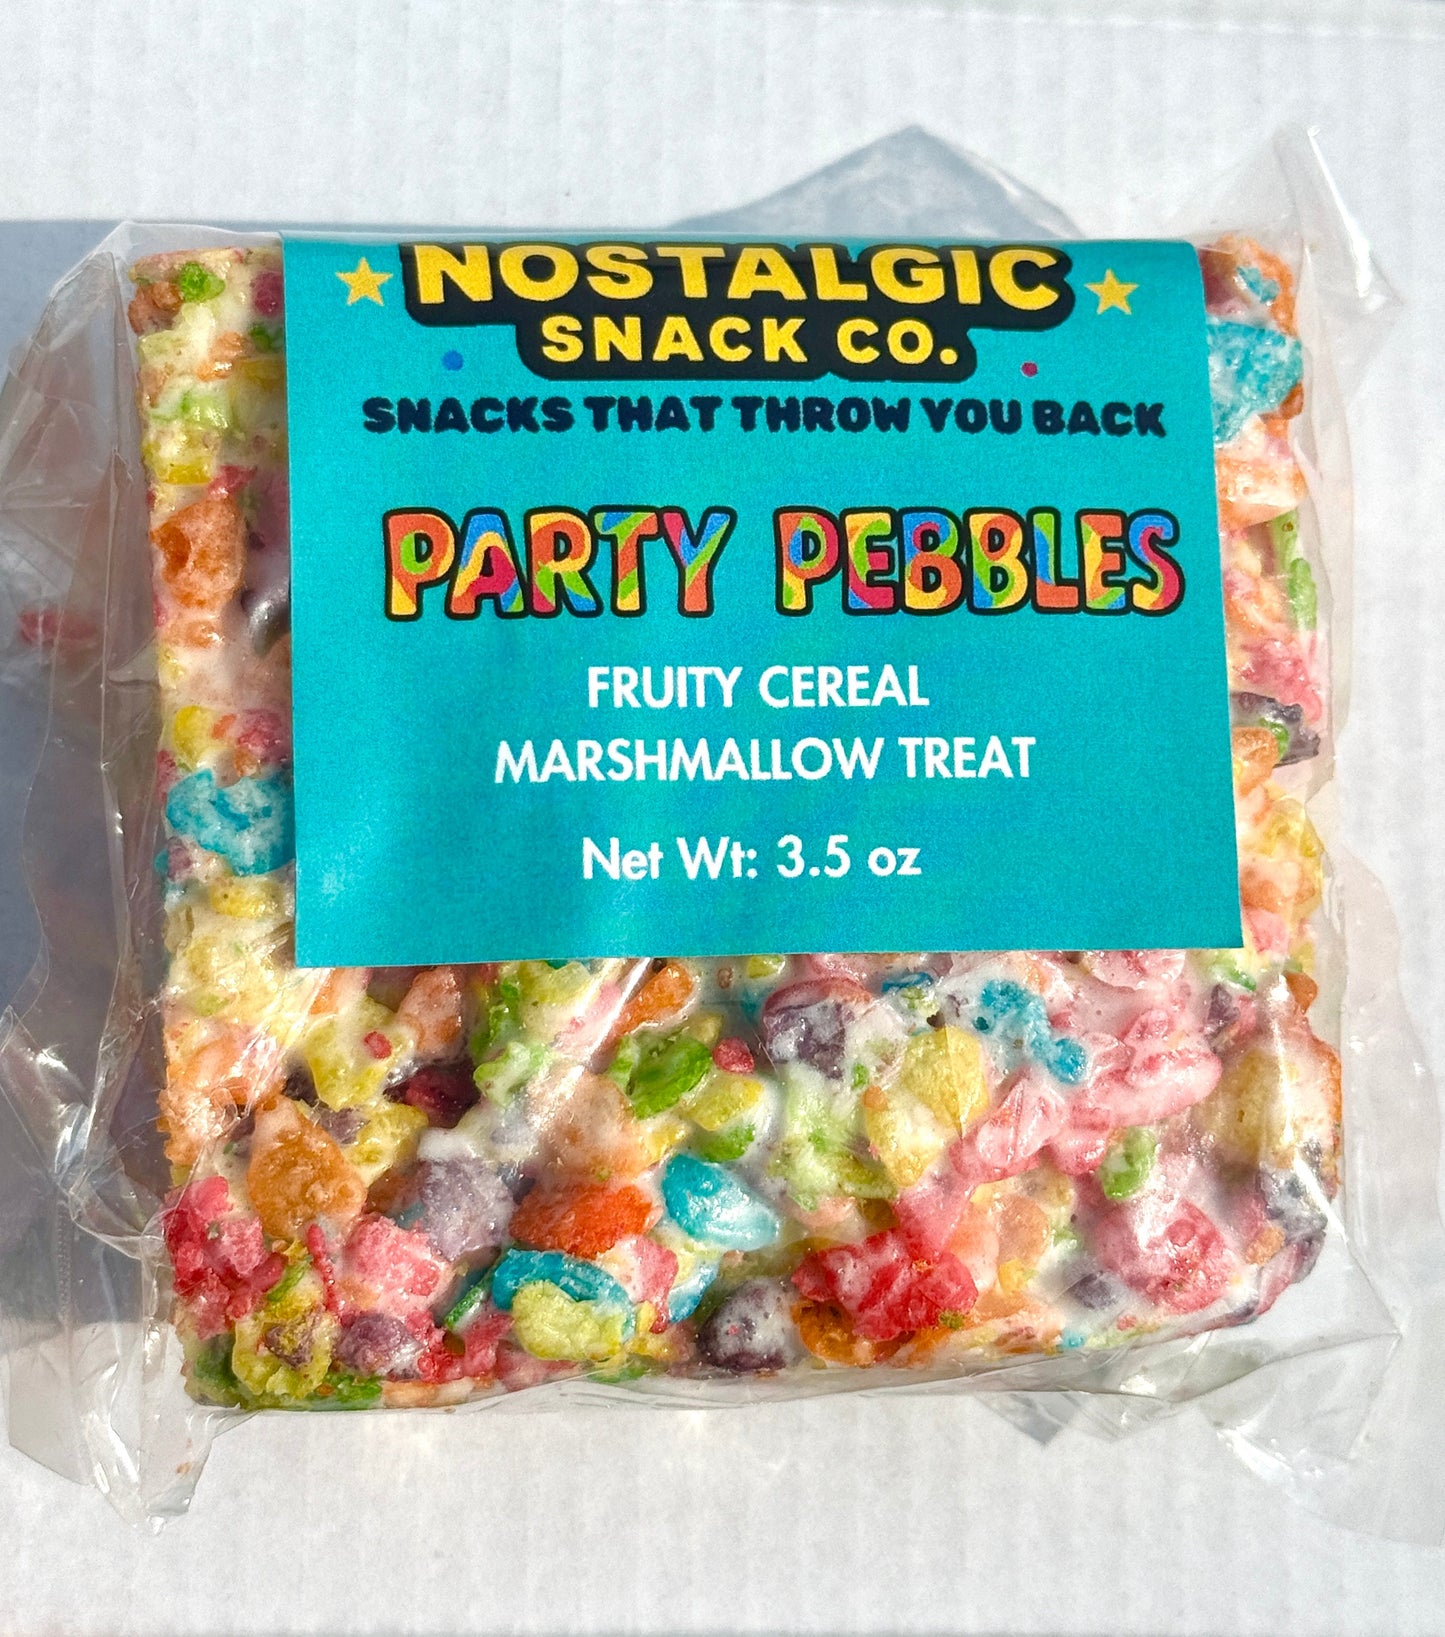 NOSTALGIC
SNACK CO.
SNACKS THAT THROW YOU BACK
PARTY PEBBLES
FRUITY CEREAL
MARSHMALLOW TREAT
Net Wt: 3.5 oz